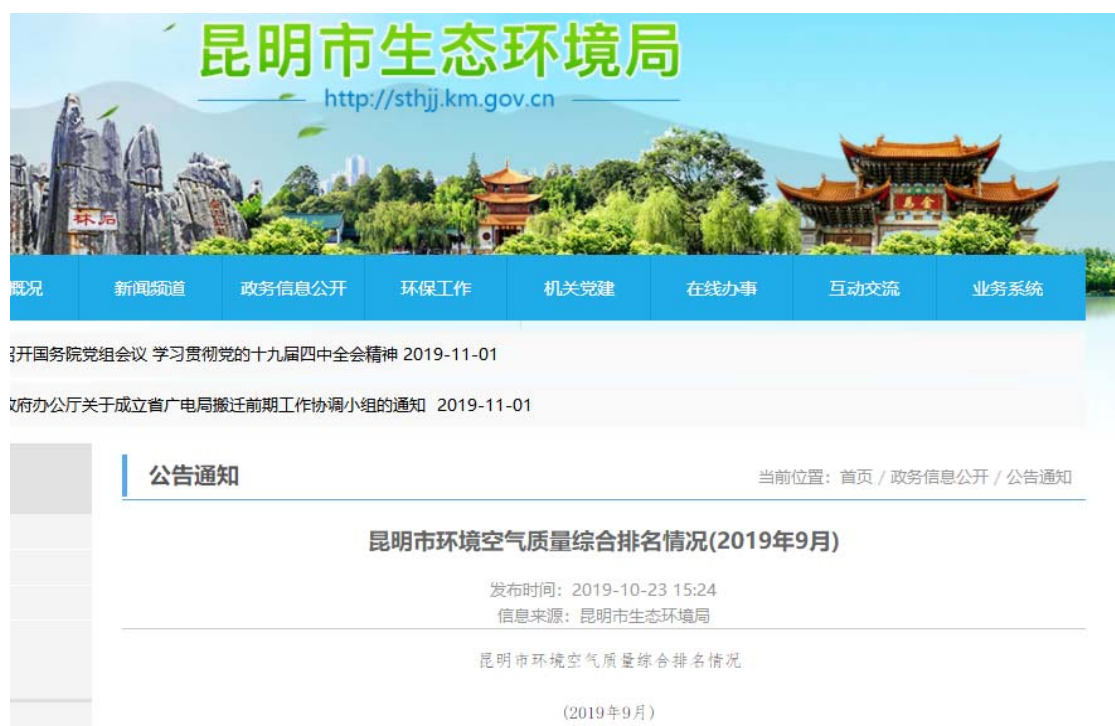 昆明市生态环境局
http://sthjj.km.gov.cn
石林
金馬
概况 新闻频道 政务信息公开 环保工作 机关党建 在线办事 互动交流 业务系统
召开国务院党组会议 学习贯彻党的十九届四中全会精神 2019-11-01
政府办公厅关于成立省广电局搬迁前期工作协调小组的通知 2019-11-01
公告通知
当前位置：首页 / 政务信息公开 / 公告通知
昆明市环境空气质量综合排名情况(2019年9月)
发布时间：2019-10-23 15:24
信息来源：昆明市生态环境局
昆明市环境空气质量综合排名情况
(2019年9月)